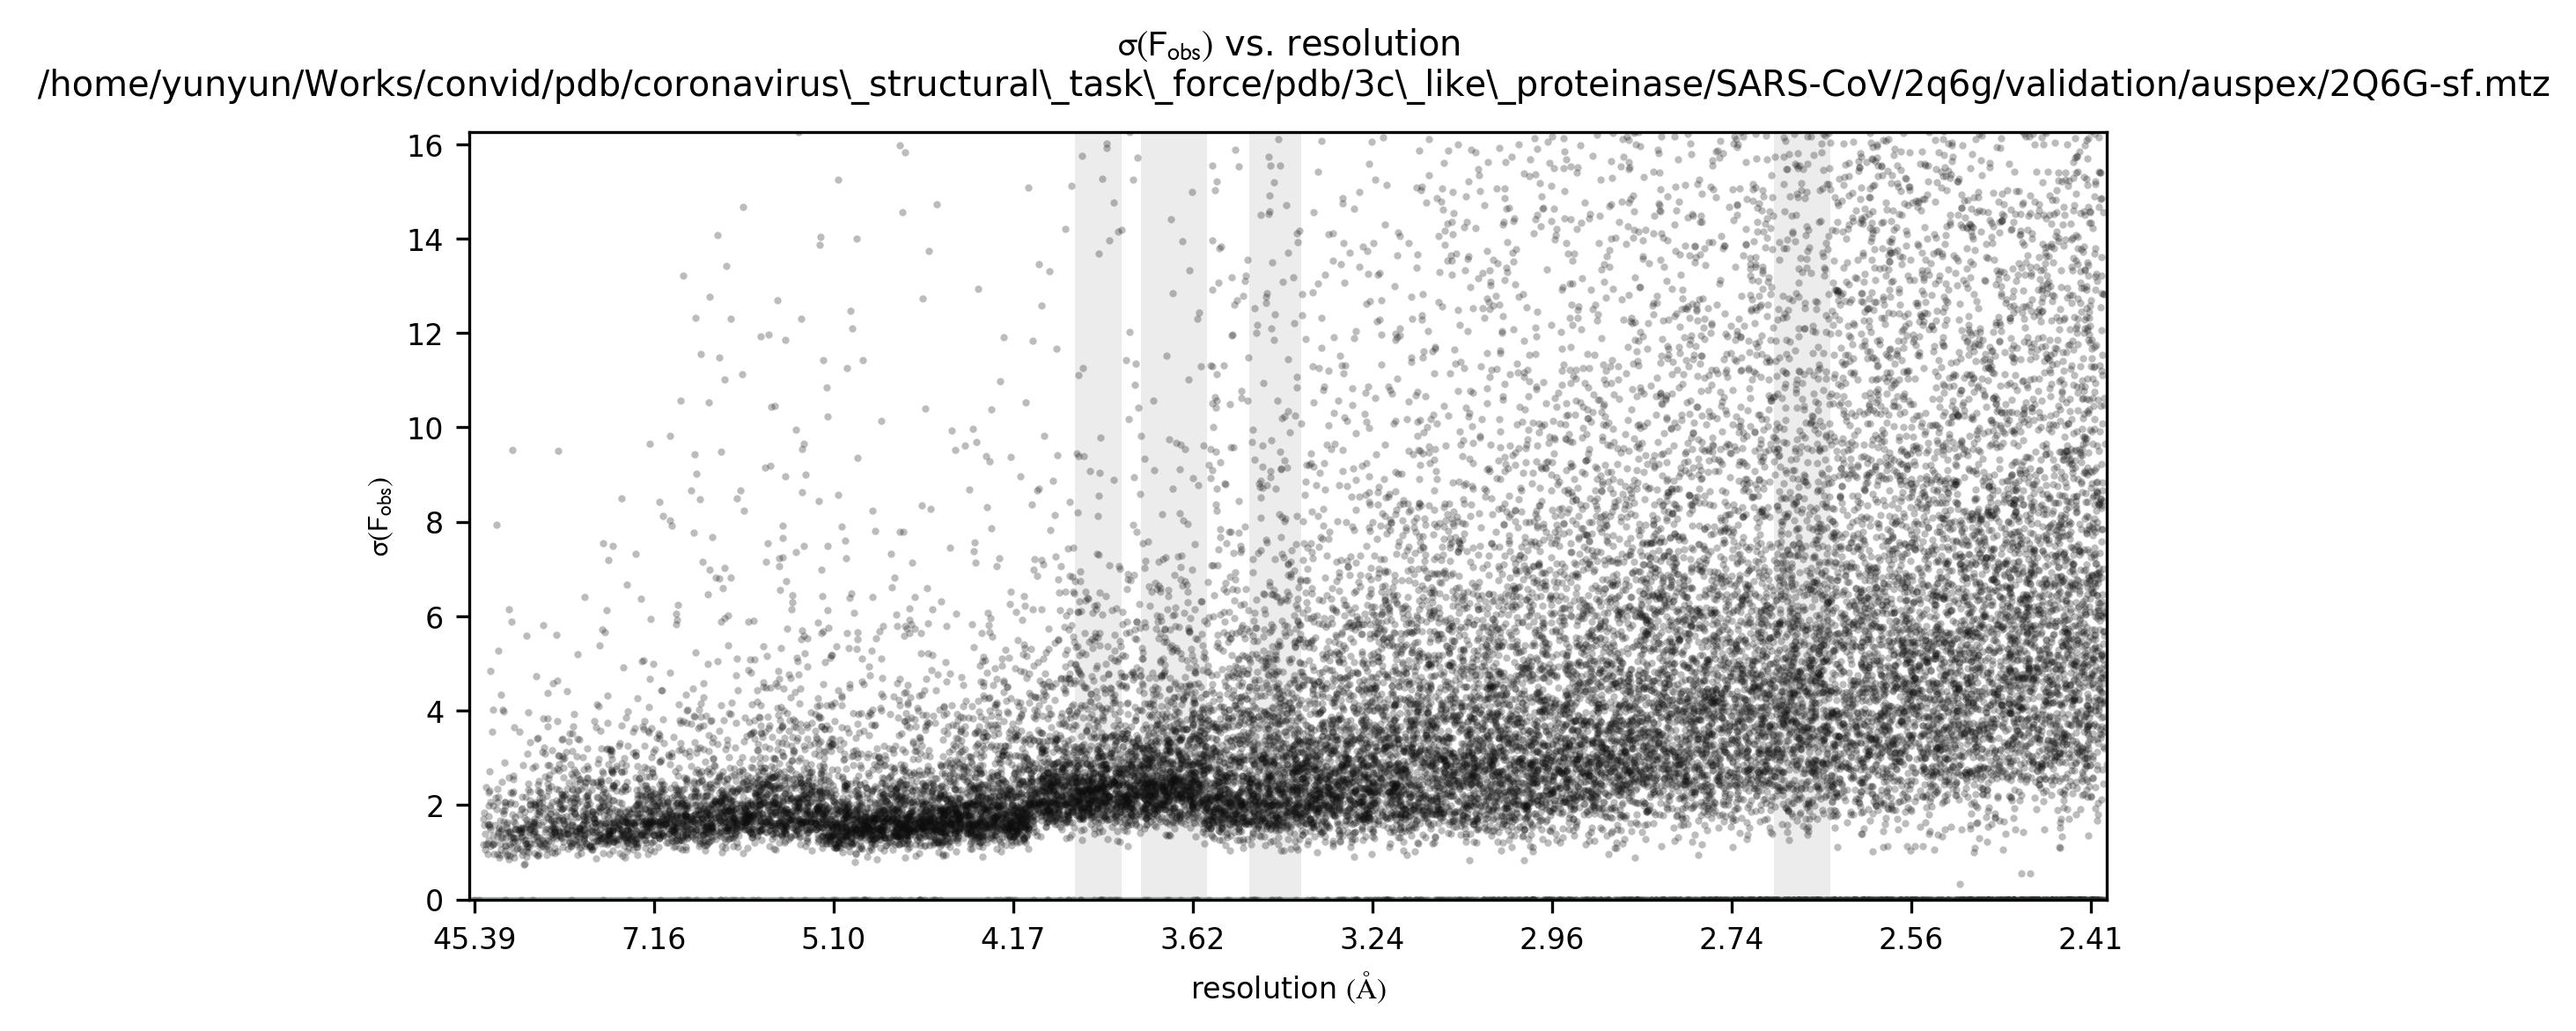 σ(Fobs) vs. resolution
/home/yunyun/Works/convid/pdb/coronavirus\_structural\_task\_force/pdb/3c\_like\_proteinase/SARS-CoV/2q6g/validation/auspex/2Q6G-sf.mtz
16
14
12
10
8
6
4
2
0
σ(Fobs)
45.39 7.16 5.10 4.17 3.62 3.24 2.96 2.74 2.56 2.41
resolution (Å)